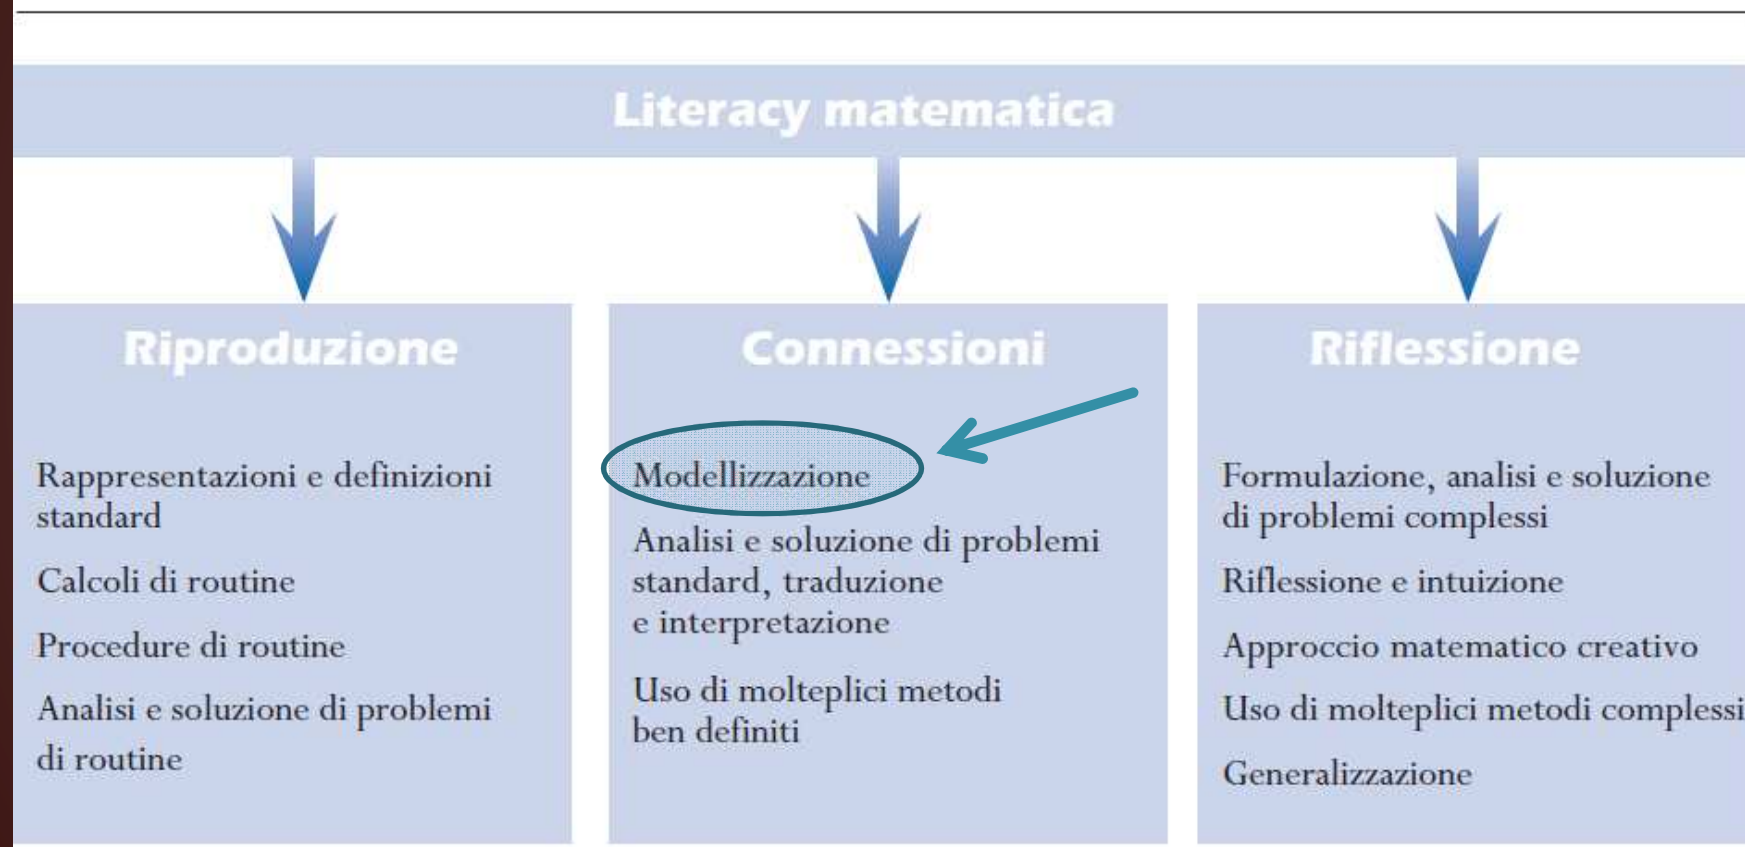 Literacy matematica
Riproduzione
Rappresentazioni e definizioni
standard
Calcoli di routine
Procedure di routine
Analisi e soluzione di problemi
di routine
Connessioni
Modellizzazione
Analisi e soluzione di problemi
standard, traduzione
e interpretazione
Uso di molteplici metodi
ben definiti
Riflessione
Formulazione, analisi e soluzione
di problemi complessi
Riflessione e intuizione
Approccio matematico creativo
Uso di molteplici metodi complessi
Generalizzazione